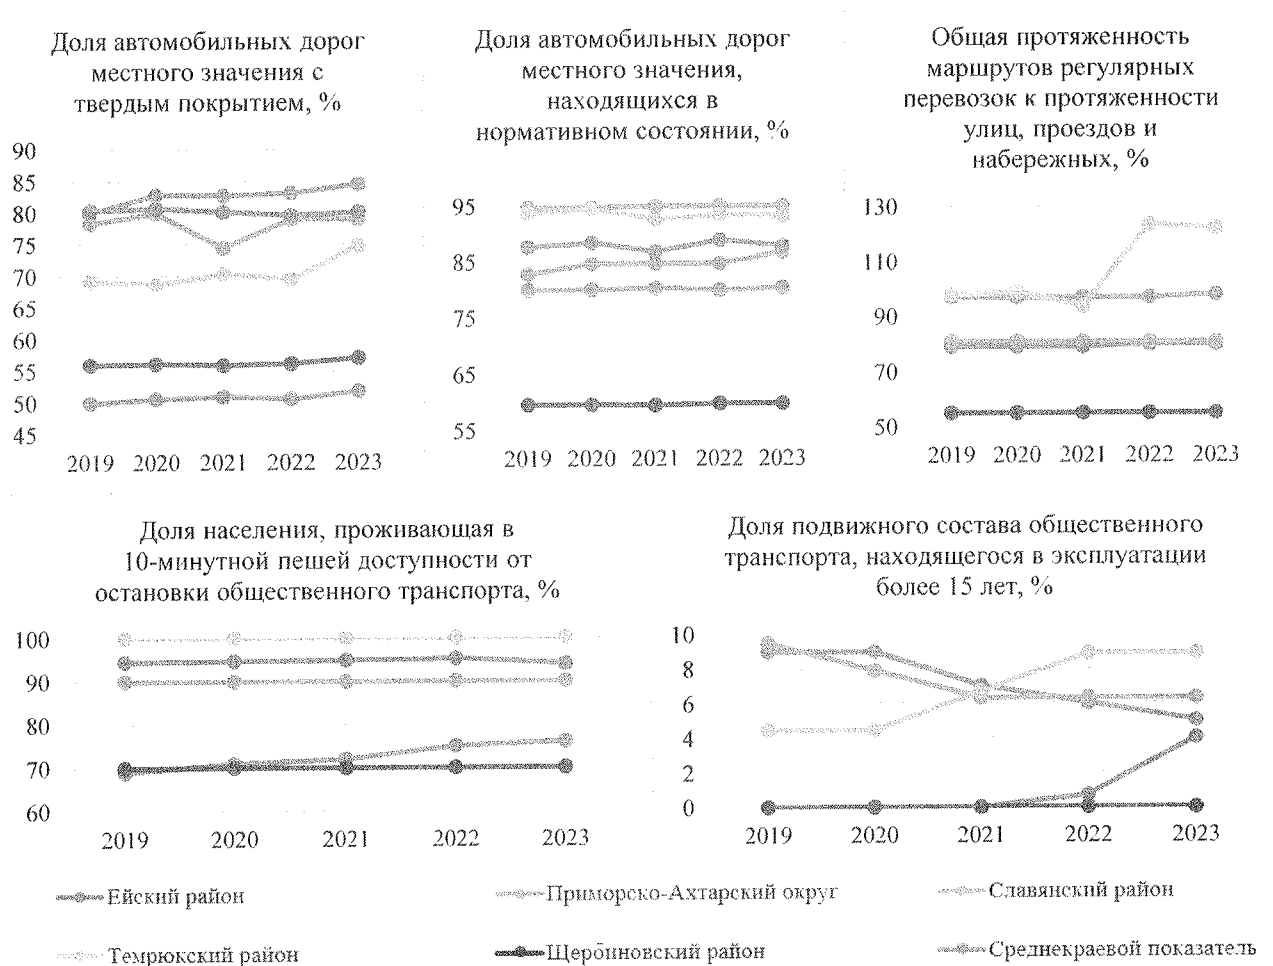 Доля автомобильных дорог
местного значения с
твердым покрытием, %
90
85
80
75
70
65
60
55
50
45
2019 2020 2021 2022 2023
Доля автомобильных дорог
местного значения,
находящихся в
нормативном состоянии, %
95
85
75
65
55
2019 2020 2021 2022 2023
Общая протяженность
маршрутов регулярных
перевозок к протяженности
улиц, проездов и
набережных, %
130
110
90
70
50
2019 2020 2021 2022 2023
Доля населения, проживающая в
10-минутной пешей доступности от
остановки общественного транспорта, %
100
90
80
70
60
2019 2020 2021 2022 2023
Доля подвижного состава общественного
транспорта, находящегося в эксплуатации
более 15 лет, %
10
8
6
4
2
0
2019 2020 2021 2022 2023
Ейский район
Приморско-Ахтарский округ
Славянский район
Темрюкский район
Щербиновский район
Среднекраевой показатель